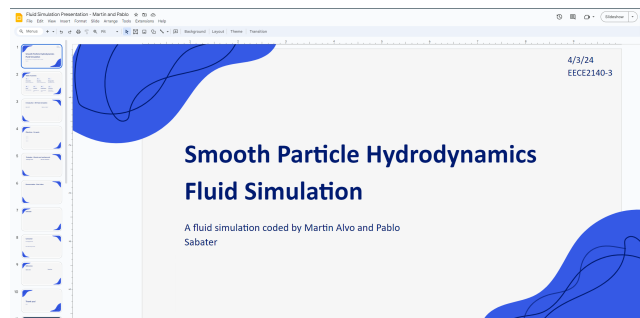 Fluid Simulation Presentation - Martin and Pablo
File Edit View Insert Format Slide Arrange Tools Extensions Help
Slideshow
Menus Fit Background Layout Theme Transition
4/3/24
EECE2140-3
Smooth Particle Hydrodynamics
Fluid Simulation
A fluid simulation coded by Martin Alvo and Pablo
Sabater